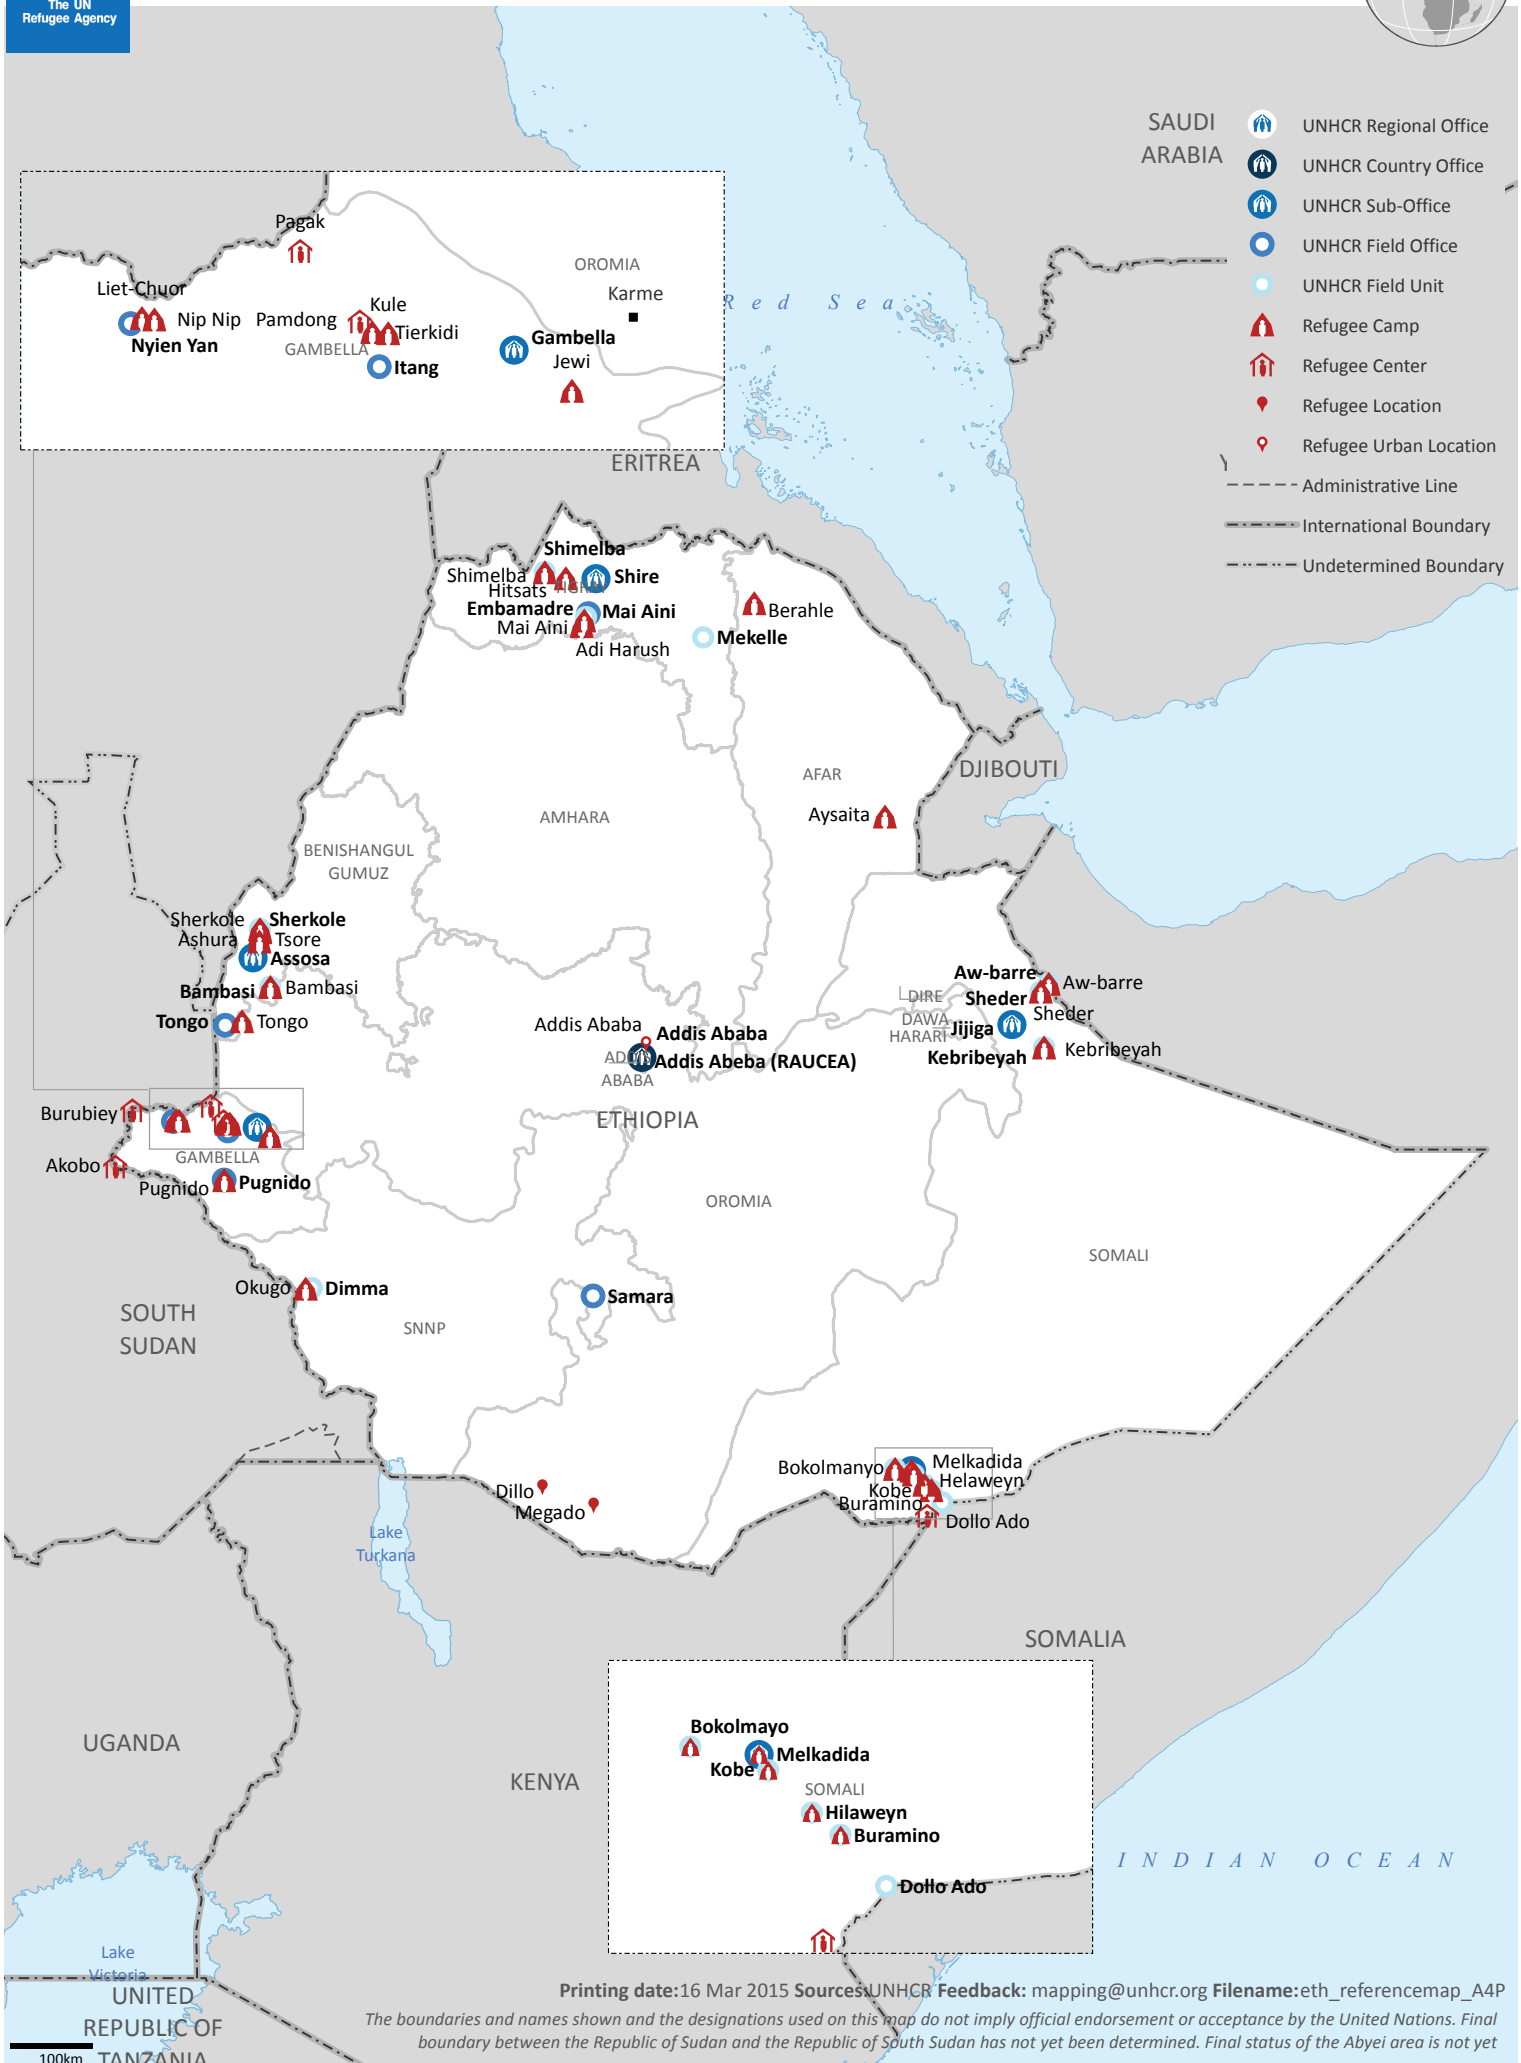 The UN
Refugee Agency
SAUDI
ARABIA
UNHCR Regional Office
UNHCR Country Office
UNHCR Sub-Office
UNHCR Field Office
UNHCR Field Unit
Refugee Camp
Refugee Center
Refugee Location
Refugee Urban Location
Administrative Line
International Boundary
Undetermined Boundary
Pagak
OROMIA
Karme
Red Sea
Liet-Chuor
Nip Nip
Nyien Yan
Pamdong
Kule
Tierkidi
GAMBELLA
Itang
Gambella
Jewi
ERITREA
Shimelba
Shimelba
Hitsats
TIGRAY
Shire
Embamadre
Mai Aini
Mai Aini
Adi Harush
Mekelle
Berahle
AFAR
DJIBOUTI
Aysaita
AMHARA
BENISHANGUL
GUMUZ
Sherkole
Sherkole
Ashura
Tsore
Assosa
Bambasi
Bambasi
Tongo
Tongo
Aw-barre
Aw-barre
Sheder
Sheder
DIRE
DAWA
HARARI
Jijiga
Kebribeyah
Kebribeyah
Addis Ababa
Addis Ababa
ADDIS
ABABA
Addis Abeba (RAUCEA)
ETHIOPIA
Burubiey
Akobo
GAMBELLA
Pugnido
Pugnido
OROMIA
SOMALI
Okugo
Dimma
SOUTH
SUDAN
SNNP
Samara
Dillo
Megado
Bokolmanyo
Melkadida
Helaweyn
Kobe
Buramino
Dollo Ado
Lake
Turkana
SOMALIA
UGANDA
KENYA
Bokolmayo
Melkadida
Kobe
SOMALI
Hilaweyn
Buramino
Dollo Ado
INDIAN OCEAN
Lake
Victoria
UNITED
REPUBLIC OF
TANZANIA
100km
Printing date:16 Mar 2015 Sources:UNHCR Feedback: mapping@unhcr.org Filename:eth_referencemap_A4P
The boundaries and names shown and the designations used on this map do not imply official endorsement or acceptance by the United Nations. Final
boundary between the Republic of Sudan and the Republic of South Sudan has not yet been determined. Final status of the Abyei area is not yet